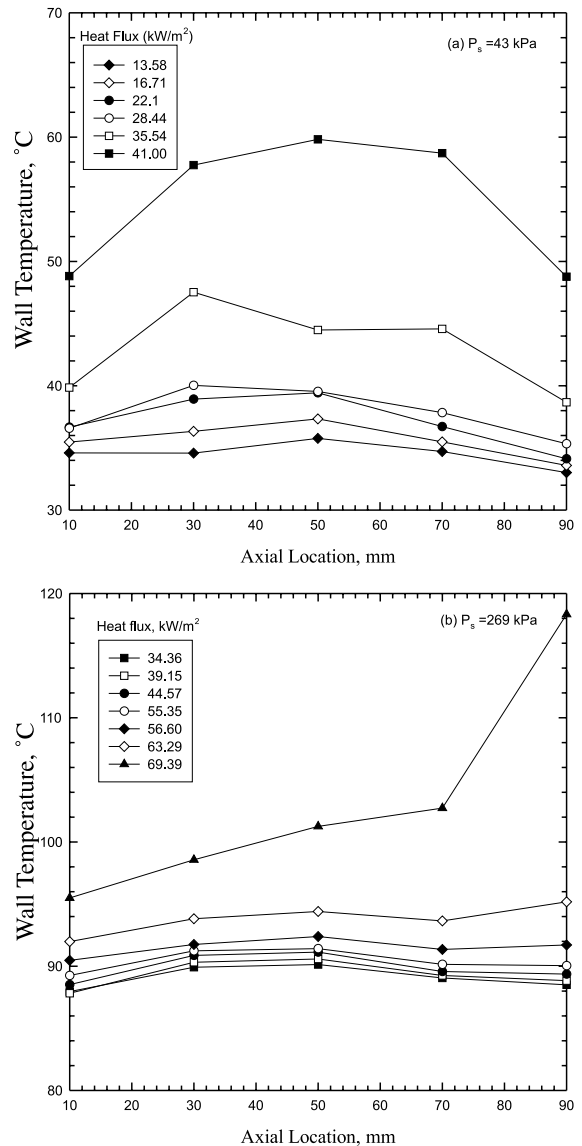 70
Heat Flux (kW/m²)
(a) Pₛ =43 kPa
13.58
16.71
22.1
28.44
35.54
41.00
60
50
40
30
Wall Temperature, °C
10 20 30 40 50 60 70 80 90
Axial Location, mm
120
Heat flux, kW/m²
(b) Pₛ =269 kPa
34.36
39.15
44.57
55.35
56.60
63.29
69.39
110
100
90
80
Wall Temperature, °C
10 20 30 40 50 60 70 80 90
Axial Location, mm